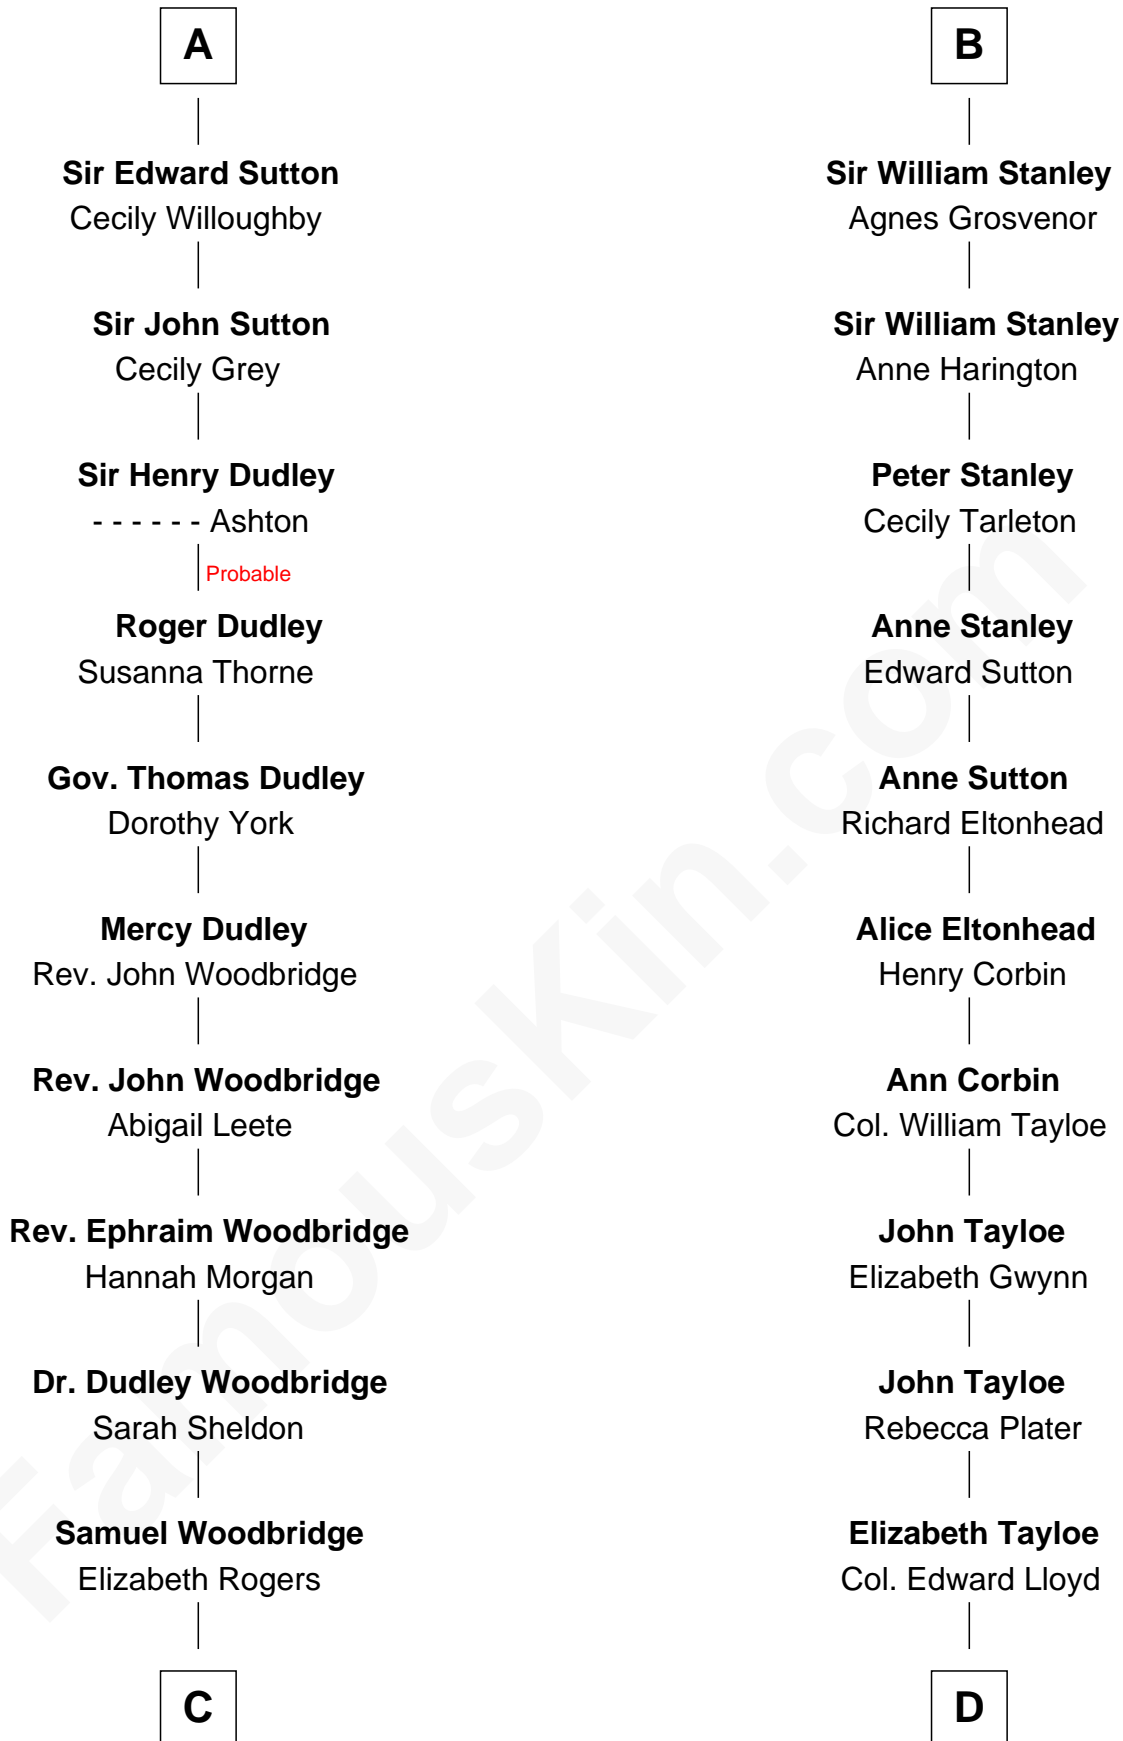 A
Sir Edward Sutton
Cecily Willoughby
Sir John Sutton
Cecily Grey
Sir Henry Dudley
- - - - - - Ashton
Probable
Roger Dudley
Susanna Thorne
Gov. Thomas Dudley
Dorothy York
Mercy Dudley
Rev. John Woodbridge
Rev. John Woodbridge
Abigail Leete
Rev. Ephraim Woodbridge
Hannah Morgan
Dr. Dudley Woodbridge
Sarah Sheldon
Samuel Woodbridge
Elizabeth Rogers
C
B
Sir William Stanley
Agnes Grosvenor
Sir William Stanley
Anne Harington
Peter Stanley
Cecily Tarleton
Anne Stanley
Edward Sutton
Anne Sutton
Richard Eltonhead
Alice Eltonhead
Henry Corbin
Ann Corbin
Col. William Tayloe
John Tayloe
Elizabeth Gwynn
John Tayloe
Rebecca Plater
Elizabeth Tayloe
Col. Edward Lloyd
D
FamousKin.com